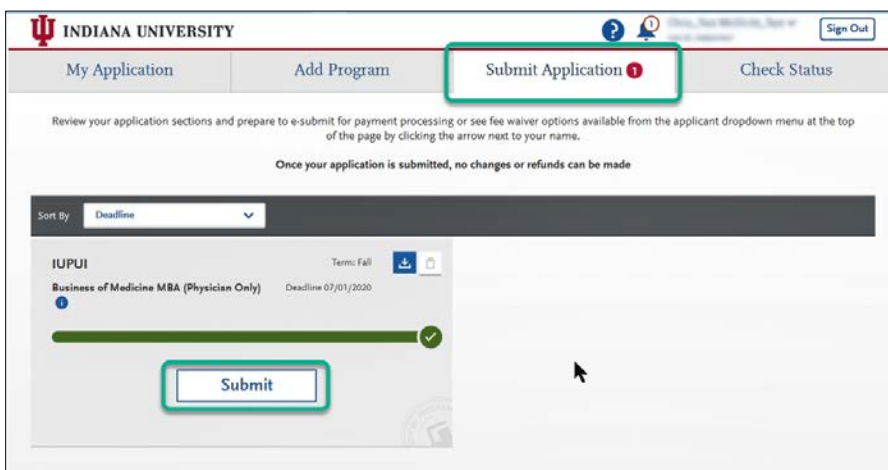 INDIANA UNIVERSITY
? 1
Sign Out
My Application
Add Program
Submit Application 1
Check Status
Review your application sections and prepare to e-submit for payment processing or see fee waiver options available from the applicant dropdown menu at the top
of the page by clicking the arrow next to your name.
Once your application is submitted, no changes or refunds can be made
Sort By Deadline
IUPUI
Term: Fall
Business of Medicine MBA (Physician Only)
Deadline 07/01/2020
i
Submit